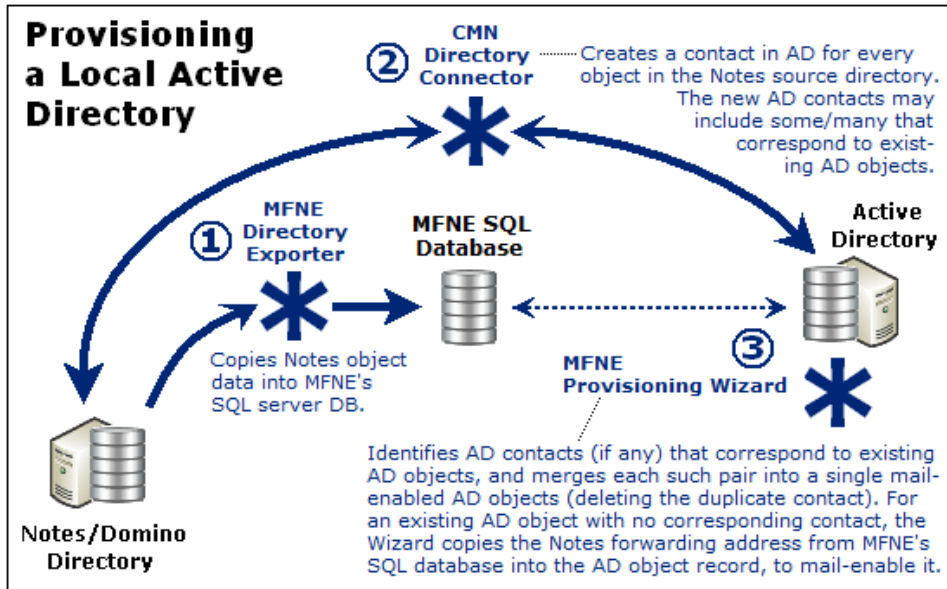 Provisioning
a Local Active
Directory
②
CMN
Directory
Connector
Creates a contact in AD for every
object in the Notes source directory.
The new AD contacts may
include some/many that
correspond to exist-
ing AD objects.
①
MFNE
Directory
Exporter
MFNE SQL
Database
Active
Directory
Copies Notes object
data into MFNE's
SQL server DB.
③
MFNE
Provisioning Wizard
Identifies AD contacts (if any) that correspond to existing
AD objects, and merges each such pair into a single mail-
enabled AD objects (deleting the duplicate contact). For
an existing AD object with no corresponding contact, the
Wizard copies the Notes forwarding address from MFNE's
SQL database into the AD object record, to mail-enable it.
Notes/Domino
Directory